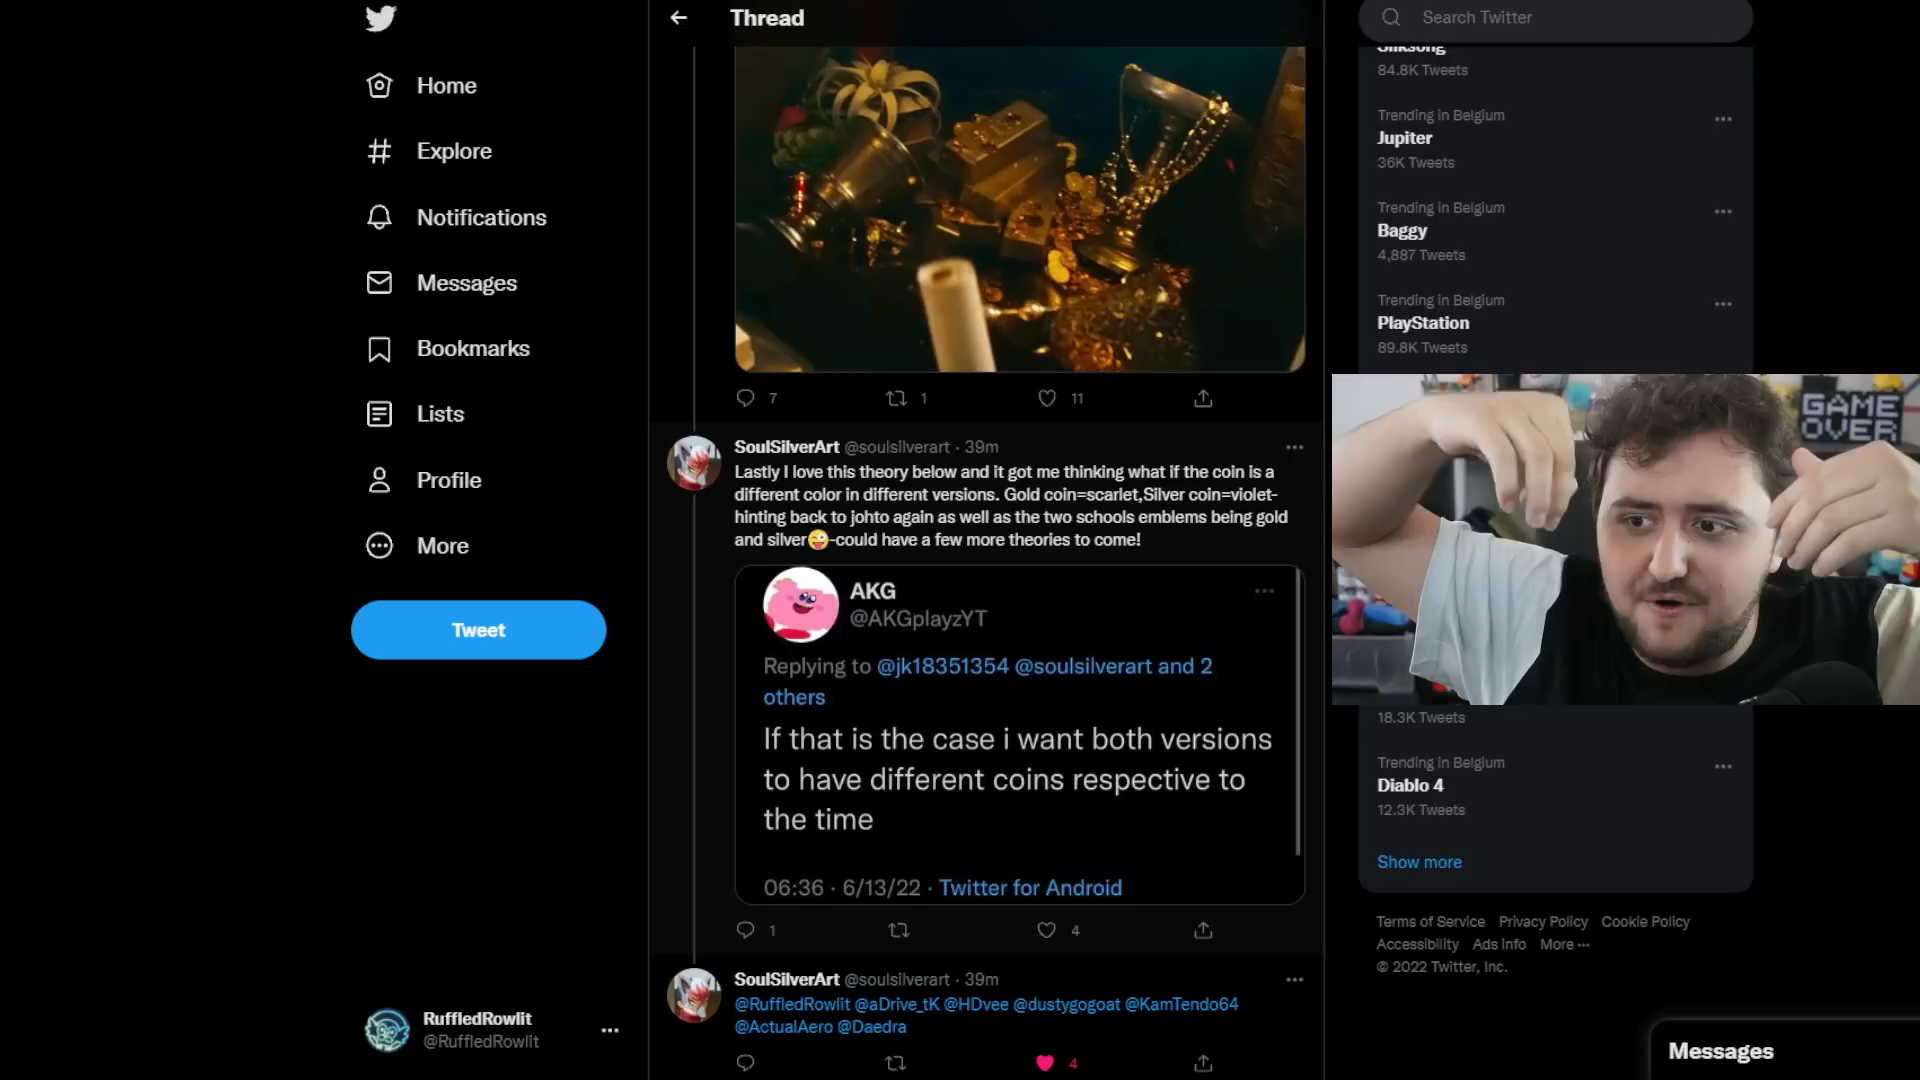 Thread
Search Twitter
Home
Explore
Notifications
Messages
Bookmarks
Lists
Profile
More
Tweet
RuffledRowlit
@RuffledRowlit
7
1
11
SoulSilverArt @soulsilverart · 39m
Lastly I love this theory below and it got me thinking what if the coin is a
different color in different versions. Gold coin=scarlet,Silver coin=violet-
hinting back to johto again as well as the two schools emblems being gold
and silver😜-could have a few more theories to come!
AKG
@AKGplayzYT
Replying to @jk18351354 @soulsilverart and 2
others
If that is the case i want both versions
to have different coins respective to
the time
06:36 · 6/13/22 · Twitter for Android
1
4
SoulSilverArt @soulsilverart · 39m
@RuffledRowlit @aDrive_tK @HDvee @dustygogoat @KamTendo64
@ActualAero @Daedra
4
Silksong
84.8K Tweets
Trending in Belgium
Jupiter
36K Tweets
Trending in Belgium
Baggy
4,887 Tweets
Trending in Belgium
PlayStation
89.8K Tweets
GAME
OVER
18.3K Tweets
Trending in Belgium
Diablo 4
12.3K Tweets
Show more
Terms of Service Privacy Policy Cookie Policy
Accessibility Ads info More ···
© 2022 Twitter, Inc.
Messages